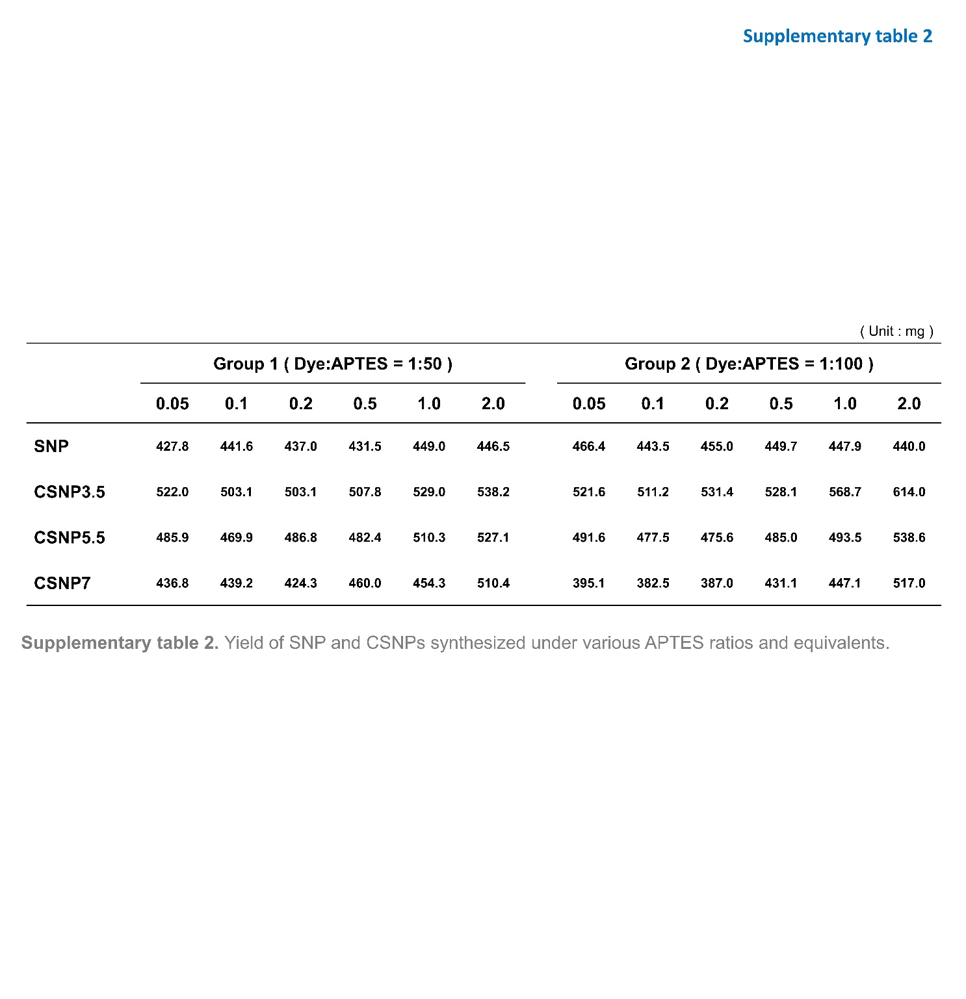 Supplementary table 2
( Unit : mg )
Group 1 ( Dye:APTES = 1:50 ) Group 2 ( Dye:APTES = 1:100 )
0.05 0.1 0.2 0.5 1.0 2.0 0.05 0.1 0.2 0.5 1.0 2.0
SNP 427.8 441.6 437.0 431.5 449.0 446.5 466.4 443.5 455.0 449.7 447.9 440.0
CSNP3.5 522.0 503.1 503.1 507.8 529.0 538.2 521.6 511.2 531.4 528.1 568.7 614.0
CSNP5.5 485.9 469.9 486.8 482.4 510.3 527.1 491.6 477.5 475.6 485.0 493.5 538.6
CSNP7 436.8 439.2 424.3 460.0 454.3 510.4 395.1 382.5 387.0 431.1 447.1 517.0
Supplementary table 2. Yield of SNP and CSNPs synthesized under various APTES ratios and equivalents.